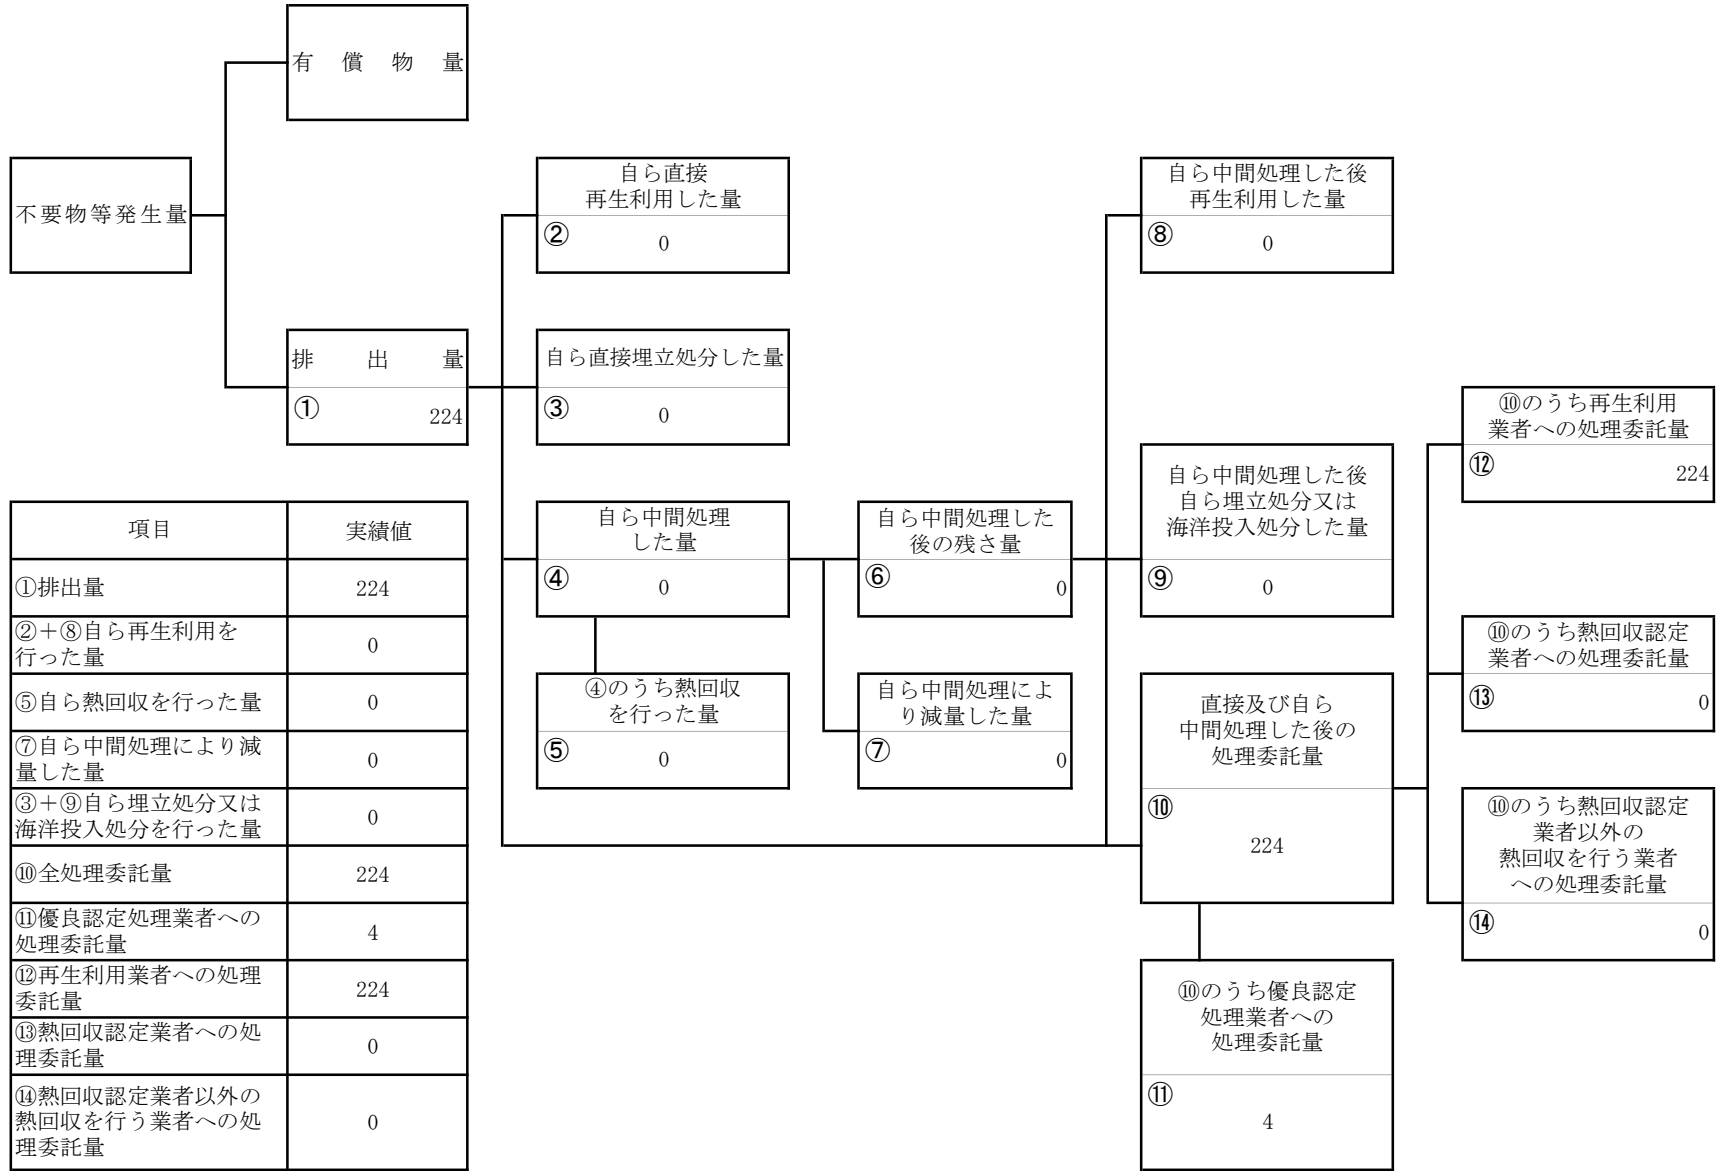 有償物量
不要物等発生量
自ら直接
再生利用した量
② 0
自ら中間処理した後
再生利用した量
⑧ 0
排出量
① 224
自ら直接埋立処分した量
③ 0
⑩のうち再生利用
業者への処理委託量
⑫ 224
自ら中間処理
した量
④ 0
自ら中間処理した
後の残さ量
⑥ 0
自ら中間処理した後
自ら埋立処分又は
海洋投入処分した量
⑨ 0
⑩のうち熱回収認定
業者への処理委託量
⑬ 0
④のうち熱回収
を行った量
⑤ 0
自ら中間処理によ
り減量した量
⑦ 0
直接及び自ら
中間処理した後の
処理委託量
⑩
224
⑩のうち熱回収認定
業者以外の
熱回収を行う業者
への処理委託量
⑭ 0
⑩のうち優良認定
処理業者への
処理委託量
⑪
4
項目 実績値
①排出量 224
②+⑧自ら再生利用を
行った量 0
⑤自ら熱回収を行った量 0
⑦自ら中間処理により減
量した量 0
③+⑨自ら埋立処分又は
海洋投入処分を行った量 0
⑩全処理委託量 224
⑪優良認定処理業者への
処理委託量 4
⑫再生利用業者への処理
委託量 224
⑬熱回収認定業者への処
理委託量 0
⑭熱回収認定業者以外の
熱回収を行う業者への処
理委託量 0